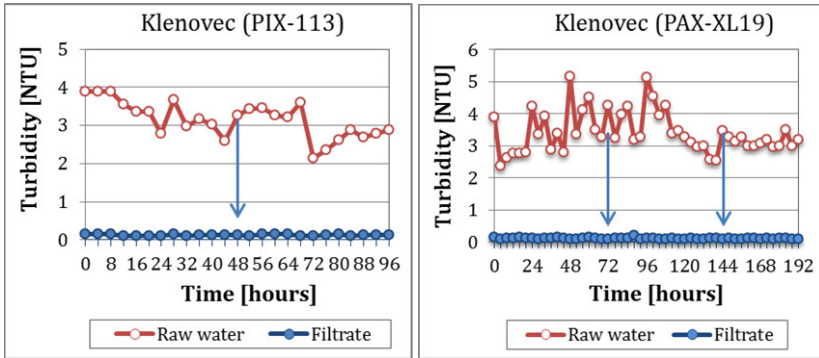 Klenovec (PIX-113)
Turbidity [NTU]
5
4
3
2
1
0
0 8 16 24 32 40 48 56 64 72 80 88 96
Time [hours]
Raw water Filtrate
Klenovec (PAX-XL19)
Turbidity [NTU]
6
5
4
3
2
1
0
0 24 48 72 96 120 144 168 192
Time [hours]
Raw water Filtrate